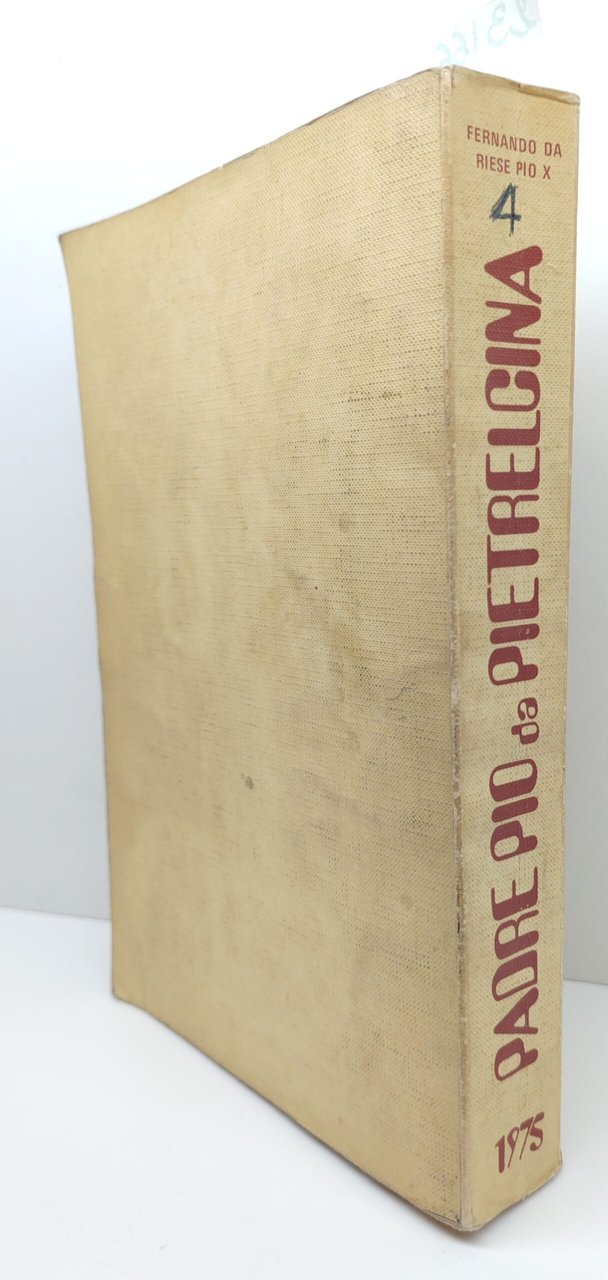 FERNANDO DA
RIESE PIO X
4
PADRE PIO da PIETRELCINA
1975